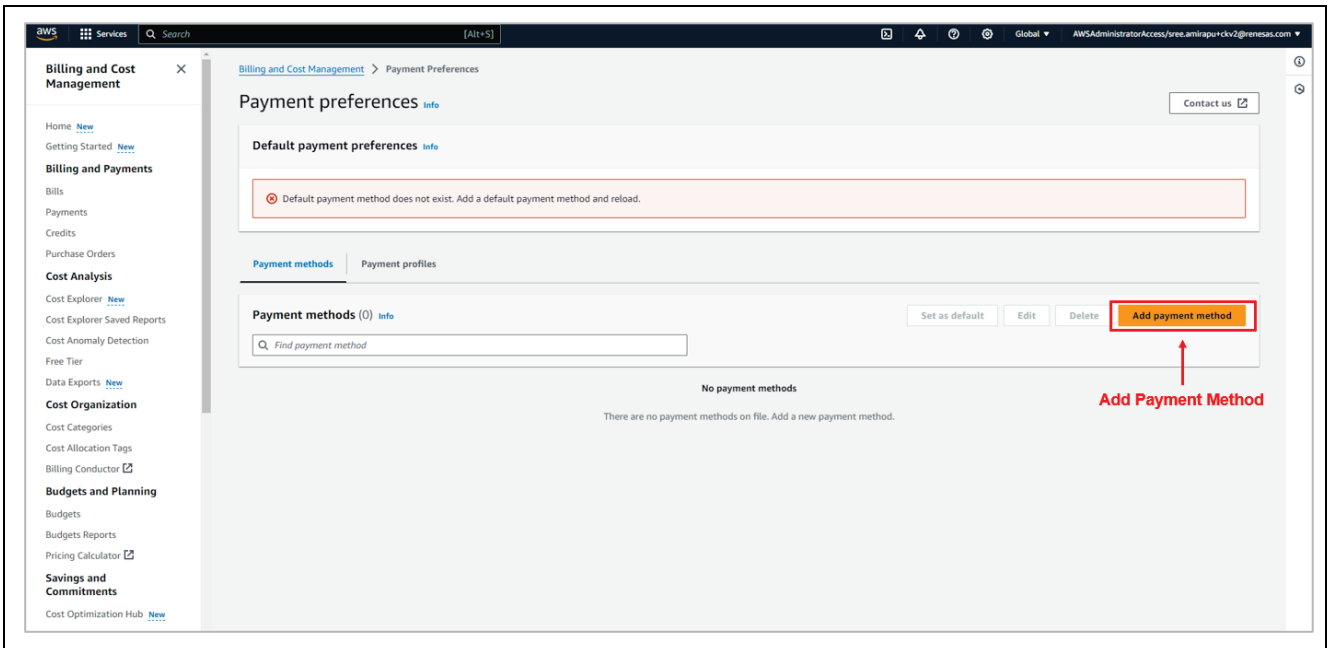 aws Services Search [Alt+S] Global ▼ AWSAdministratorAccess/sree.amirapu+ckv2@renesas.com ▼
Billing and Cost Management
Home New
Getting Started New
Billing and Payments
Bills
Payments
Credits
Purchase Orders
Cost Analysis
Cost Explorer New
Cost Explorer Saved Reports
Cost Anomaly Detection
Free Tier
Data Exports New
Cost Organization
Cost Categories
Cost Allocation Tags
Billing Conductor
Budgets and Planning
Budgets
Budgets Reports
Pricing Calculator
Savings and
Commitments
Cost Optimization Hub New
Billing and Cost Management > Payment Preferences
Payment preferences Info
Contact us
Default payment preferences Info
Default payment method does not exist. Add a default payment method and reload.
Payment methods Payment profiles
Payment methods (0) Info
Set as default Edit Delete Add payment method
Find payment method
No payment methods
There are no payment methods on file. Add a new payment method.
Add Payment Method